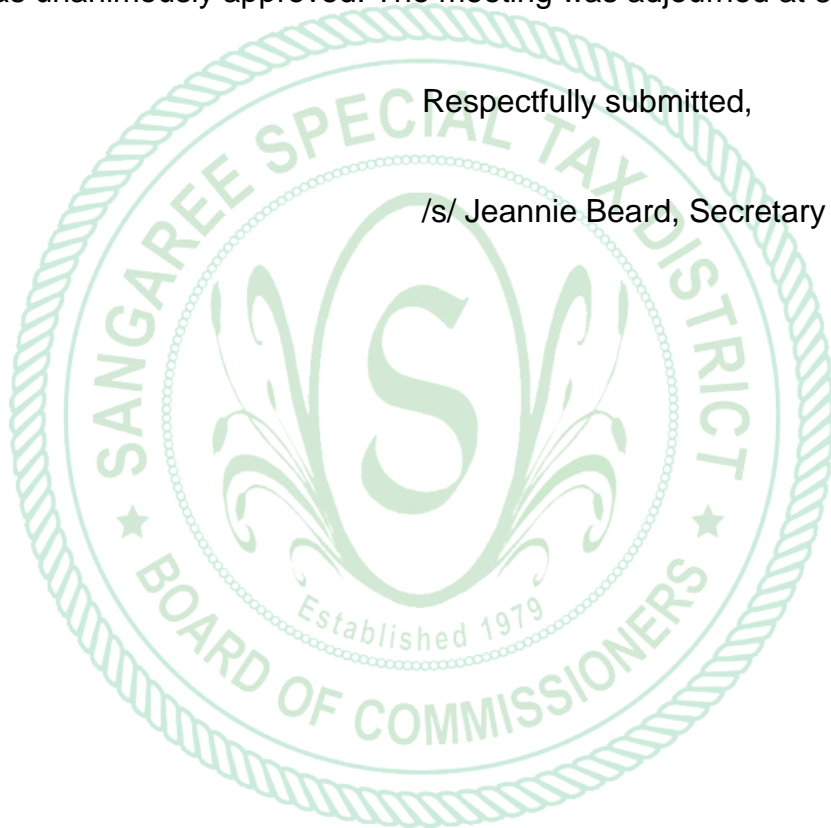 as unanimously approved. The meeting was adjourned at
Respectfully submitted,
/s/ Jeannie Beard, Secretary
SANGAREE SPECIAL TAX DISTRICT
S
Established 1979
★ BOARD OF COMMISSIONERS ★